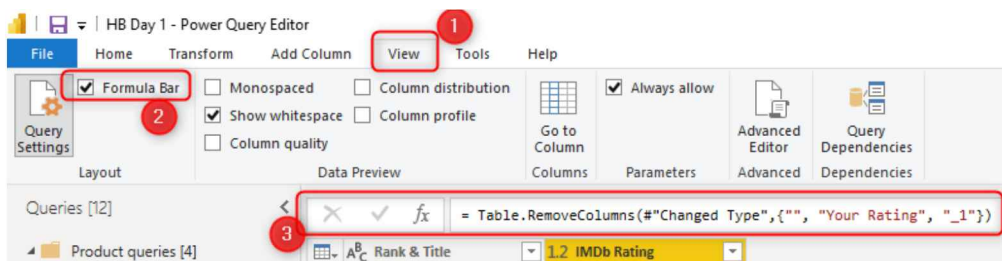 HB Day 1 - Power Query Editor
1
File Home Transform Add Column View Tools Help
Formula Bar Monospaced Column distribution Always allow
2 Show whitespace Column profile
Query Settings Column quality Go to Column Advanced Editor Query Dependencies
Layout Data Preview Columns Parameters Advanced Dependencies
Queries [12] < fx = Table.RemoveColumns(#"Changed Type",{"", "Your Rating", "_1"})
3
Product queries [4] ABC Rank & Title 1.2 IMDb Rating